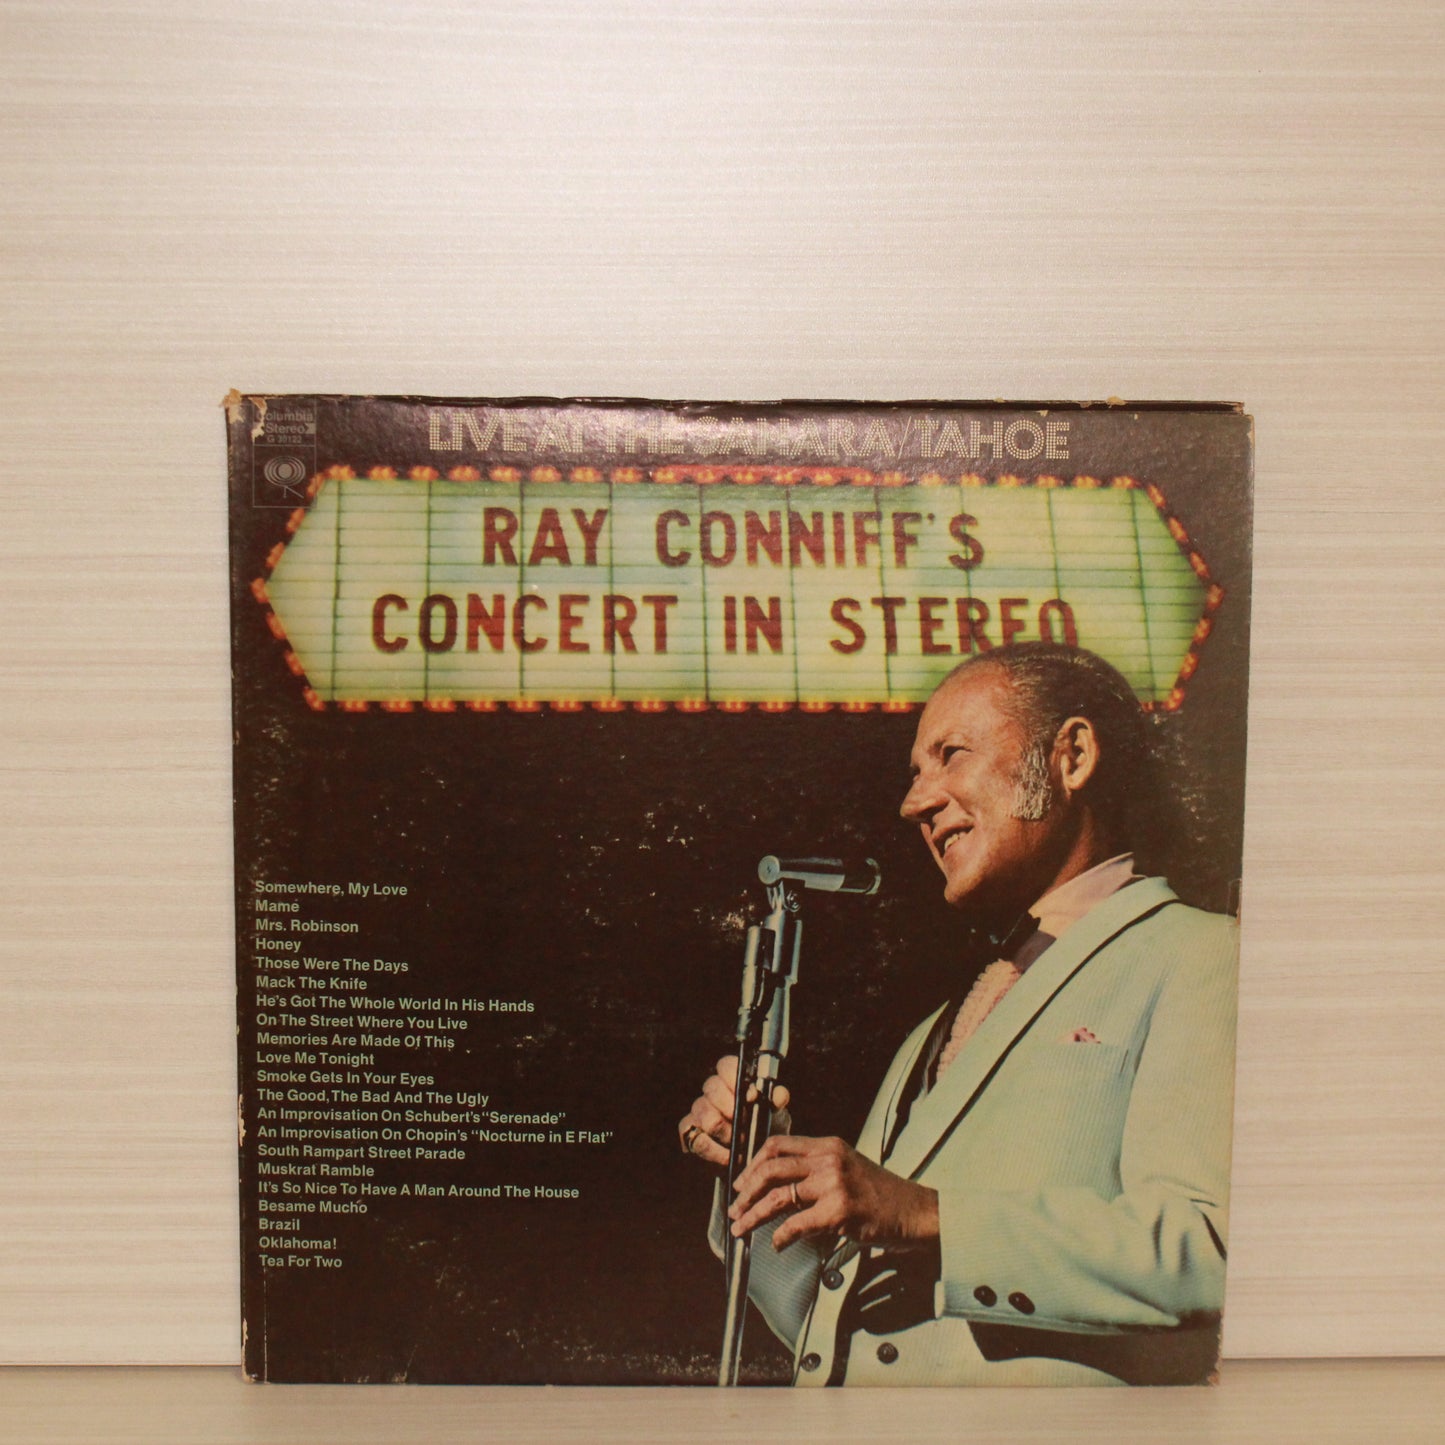 Columbia
Stereo
G 30122
LIVE AT THE SAHARA/TAHOE
RAY CONNIFF'S
CONCERT IN STEREO
Somewhere, My Love
Mame
Mrs. Robinson
Honey
Those Were The Days
Mack The Knife
He's Got The Whole World In His Hands
On The Street Where You Live
Memories Are Made Of This
Love Me Tonight
Smoke Gets In Your Eyes
The Good, The Bad And The Ugly
An Improvisation On Schubert's "Serenade"
An Improvisation On Chopin's "Nocturne in E Flat"
South Rampart Street Parade
Muskrat Ramble
It's So Nice To Have A Man Around The House
Besame Mucho
Brazil
Oklahoma!
Tea For Two